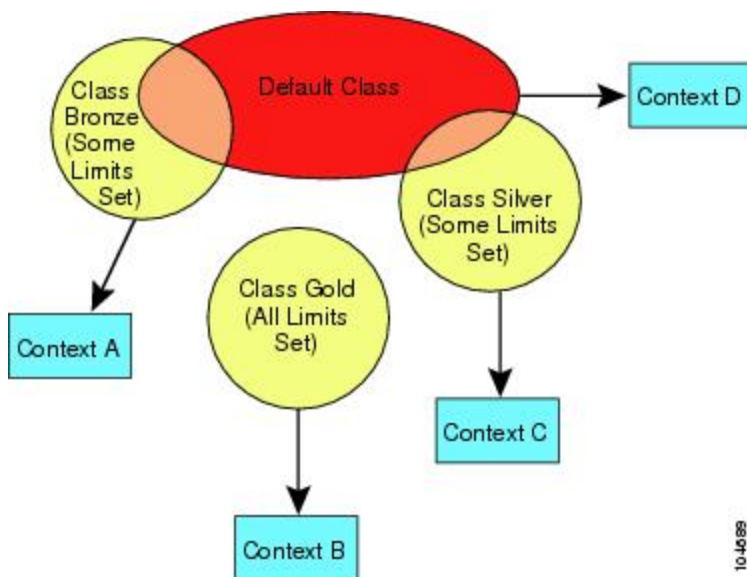 Class
Bronze
(Some
Limits
Set)
Default Class
Context D
Class Silver
(Some Limits
Set)
Class Gold
(All Limits
Set)
Context A
Context C
Context B
104689